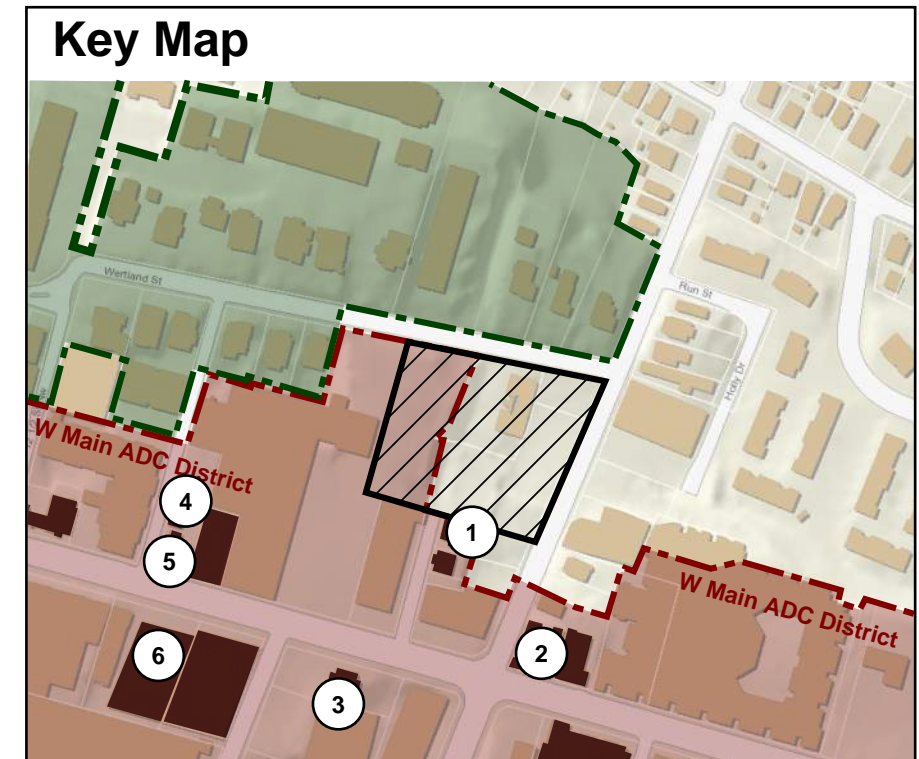 Key Map
Wertland St
Run St
Holly Dr
W Main ADC District
4
1
5
W Main ADC District
2
6
3